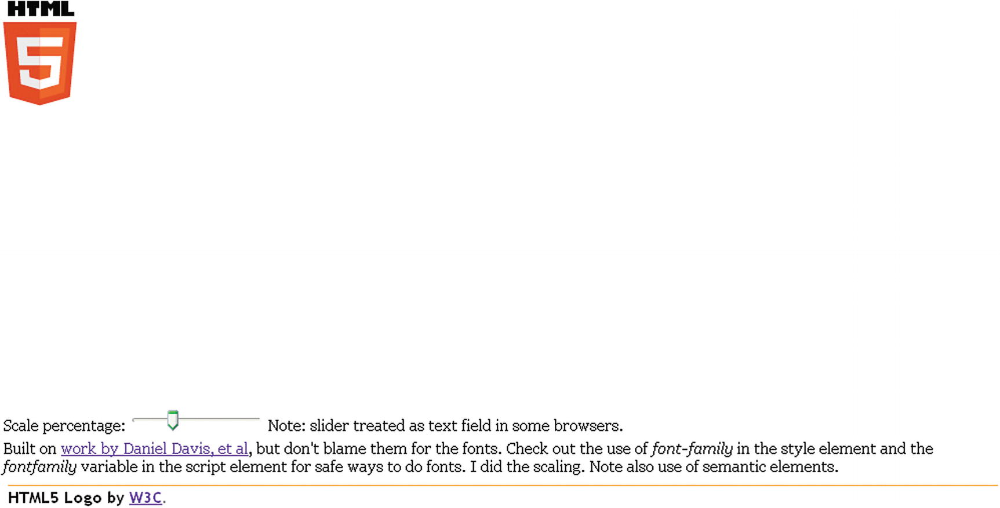 HTML
5
Scale percentage: Note: slider treated as text field in some browsers.
Built on work by Daniel Davis, et al, but don't blame them for the fonts. Check out the use of font-family in the style element and the
fontfamily variable in the script element for safe ways to do fonts. I did the scaling. Note also use of semantic elements.
HTML5 Logo by W3C.